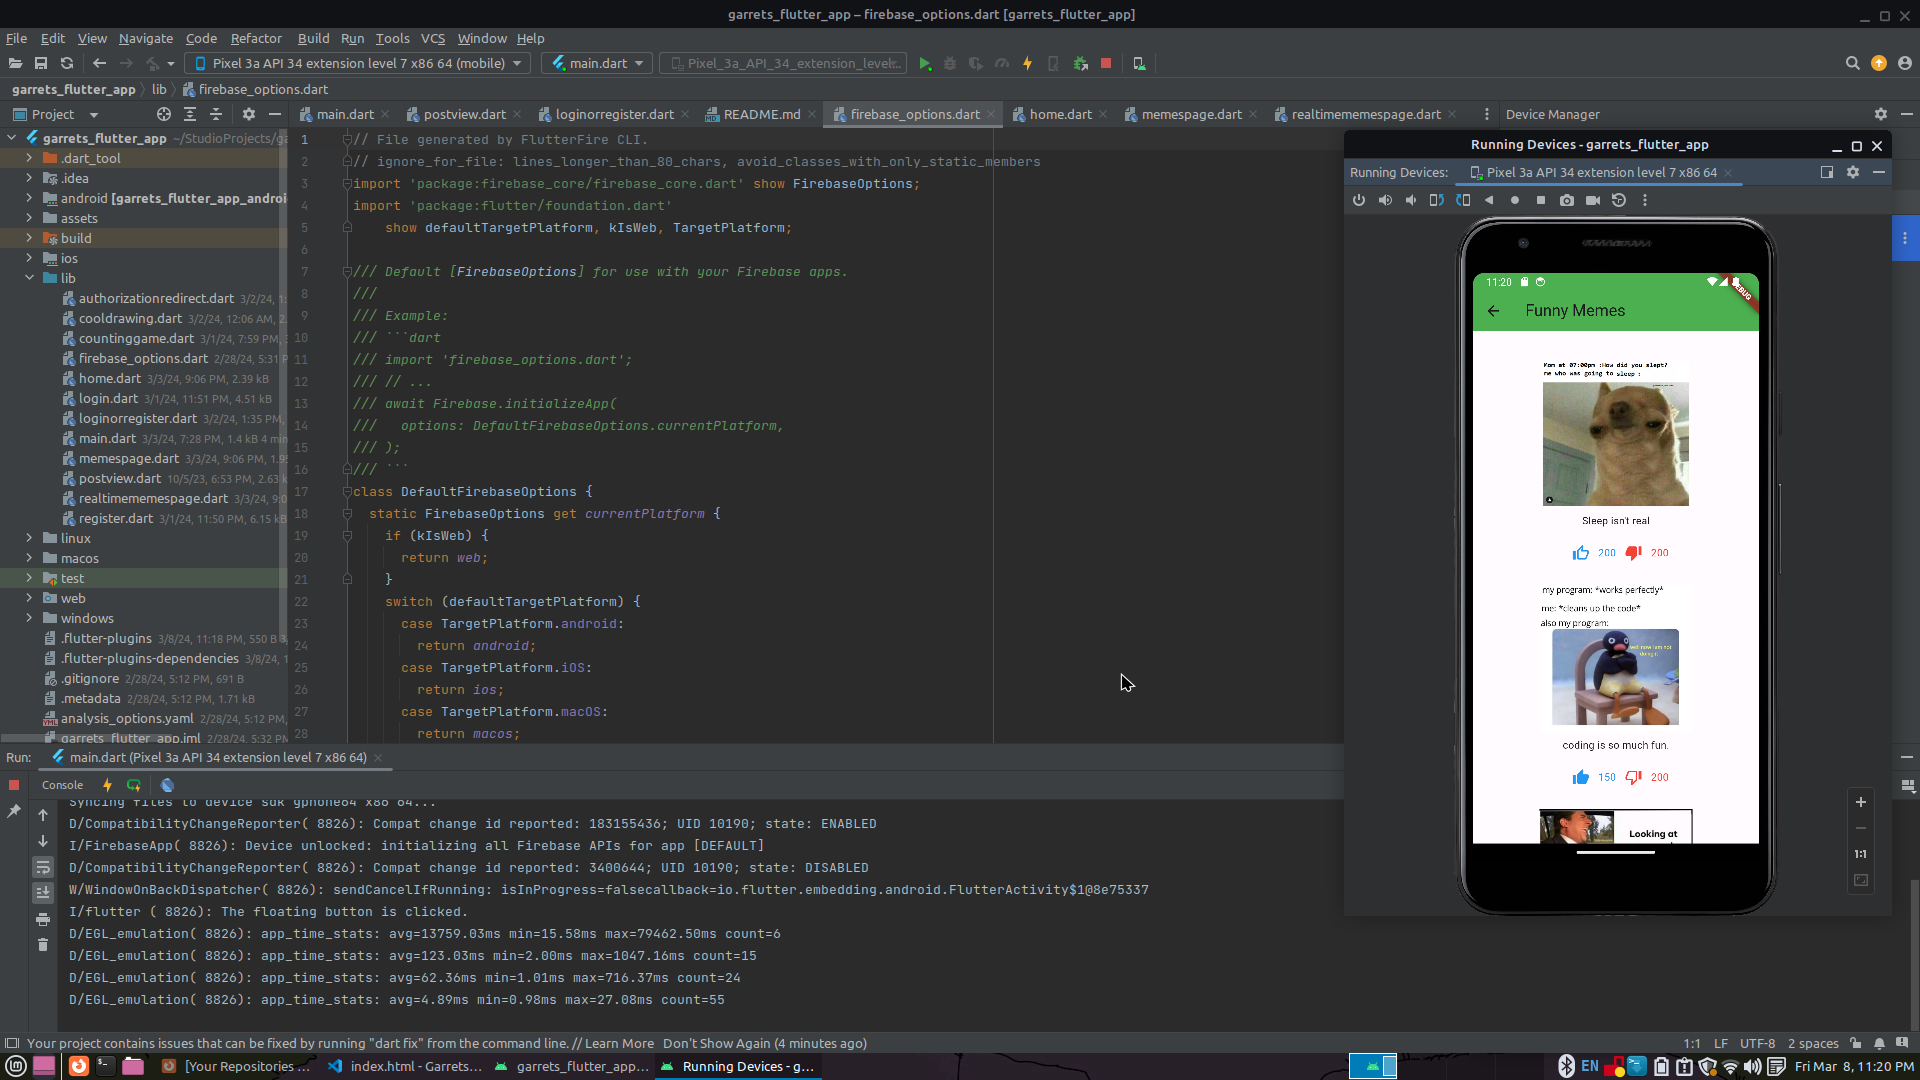 garrets_flutter_app – firebase_options.dart [garrets_flutter_app]
File Edit View Navigate Code Refactor Build Run Tools VCS Window Help
Pixel 3a API 34 extension level 7 x86 64 (mobile) main.dart Pixel_3a_API_34_extension_level...
garrets_flutter_app lib firebase_options.dart
Project main.dart postview.dart loginorregister.dart README.md firebase_options.dart home.dart memespage.dart realtimememespage.dart Device Manager
garrets_flutter_app ~/StudioProjects/ga
.dart_tool
.idea
android [garrets_flutter_app_androi
assets
build
ios
lib
authorizationredirect.dart 3/2/24, 1:
cooldrawing.dart 3/2/24, 12:06 AM, 2.
countinggame.dart 3/1/24, 7:59 PM,
firebase_options.dart 2/28/24, 5:31 P
home.dart 3/3/24, 9:06 PM, 2.39 kB
login.dart 3/1/24, 11:51 PM, 4.51 kB
loginorregister.dart 3/2/24, 1:35 PM,
main.dart 3/3/24, 7:28 PM, 1.4 kB 4 min
memespage.dart 3/3/24, 9:06 PM, 1.9
postview.dart 10/5/23, 6:53 PM, 2.63 k
realtimememespage.dart 3/3/24, 9:0
register.dart 3/1/24, 11:50 PM, 6.15 kB
linux
macos
test
web
windows
.flutter-plugins 3/8/24, 11:18 PM, 550 B 3
.flutter-plugins-dependencies 3/8/24, 1
.gitignore 2/28/24, 5:12 PM, 691 B
.metadata 2/28/24, 5:12 PM, 1.71 kB
analysis_options.yaml 2/28/24, 5:12 PM,
garrets_flutter_app.iml 2/28/24, 5:32 P
1 // File generated by FlutterFire CLI.
2 // ignore_for_file: lines_longer_than_80_chars, avoid_classes_with_only_static_members
3 import 'package:firebase_core/firebase_core.dart' show FirebaseOptions;
4 import 'package:flutter/foundation.dart'
5 show defaultTargetPlatform, kIsWeb, TargetPlatform;
6
7 /// Default [FirebaseOptions] for use with your Firebase apps.
8 ///
9 /// Example:
10 /// ```dart
11 /// import 'firebase_options.dart';
12 /// // ...
13 /// await Firebase.initializeApp(
14 /// options: DefaultFirebaseOptions.currentPlatform,
15 /// );
16 /// ```
17 class DefaultFirebaseOptions {
18 static FirebaseOptions get currentPlatform {
19 if (kIsWeb) {
20 return web;
21 }
22 switch (defaultTargetPlatform) {
23 case TargetPlatform.android:
24 return android;
25 case TargetPlatform.iOS:
26 return ios;
27 case TargetPlatform.macOS:
28 return macos;
Running Devices - garrets_flutter_app
Running Devices: Pixel 3a API 34 extension level 7 x86 64
11:20
DEBUG
Funny Memes
Mom at 07:00pm :How did you slept?
me who was going to sleep :
Sleep isn't real
200 200
my program: *works perfectly*
me: *cleans up the code*
also my program:
well now i am not
doing it.
coding is so much fun.
150 200
Looking at
1:1
Run: main.dart (Pixel 3a API 34 extension level 7 x86 64)
Console
Syncing files to device sdk gphone64 x86 64...
D/CompatibilityChangeReporter( 8826): Compat change id reported: 183155436; UID 10190; state: ENABLED
I/FirebaseApp( 8826): Device unlocked: initializing all Firebase APIs for app [DEFAULT]
D/CompatibilityChangeReporter( 8826): Compat change id reported: 3400644; UID 10190; state: DISABLED
W/WindowOnBackDispatcher( 8826): sendCancelIfRunning: isInProgress=falsecallback=io.flutter.embedding.android.FlutterActivity$1@8e75337
I/flutter ( 8826): The floating button is clicked.
D/EGL_emulation( 8826): app_time_stats: avg=13759.03ms min=15.58ms max=79462.50ms count=6
D/EGL_emulation( 8826): app_time_stats: avg=123.03ms min=2.00ms max=1047.16ms count=15
D/EGL_emulation( 8826): app_time_stats: avg=62.36ms min=1.01ms max=716.37ms count=24
D/EGL_emulation( 8826): app_time_stats: avg=4.89ms min=0.98ms max=27.08ms count=55
Your project contains issues that can be fixed by running "dart fix" from the command line. // Learn More Don't Show Again (4 minutes ago) 1:1 LF UTF-8 2 spaces
[Your Repositories ... index.html - Garrets... garrets_flutter_app... Running Devices - g... EN Fri Mar 8, 11:20 PM